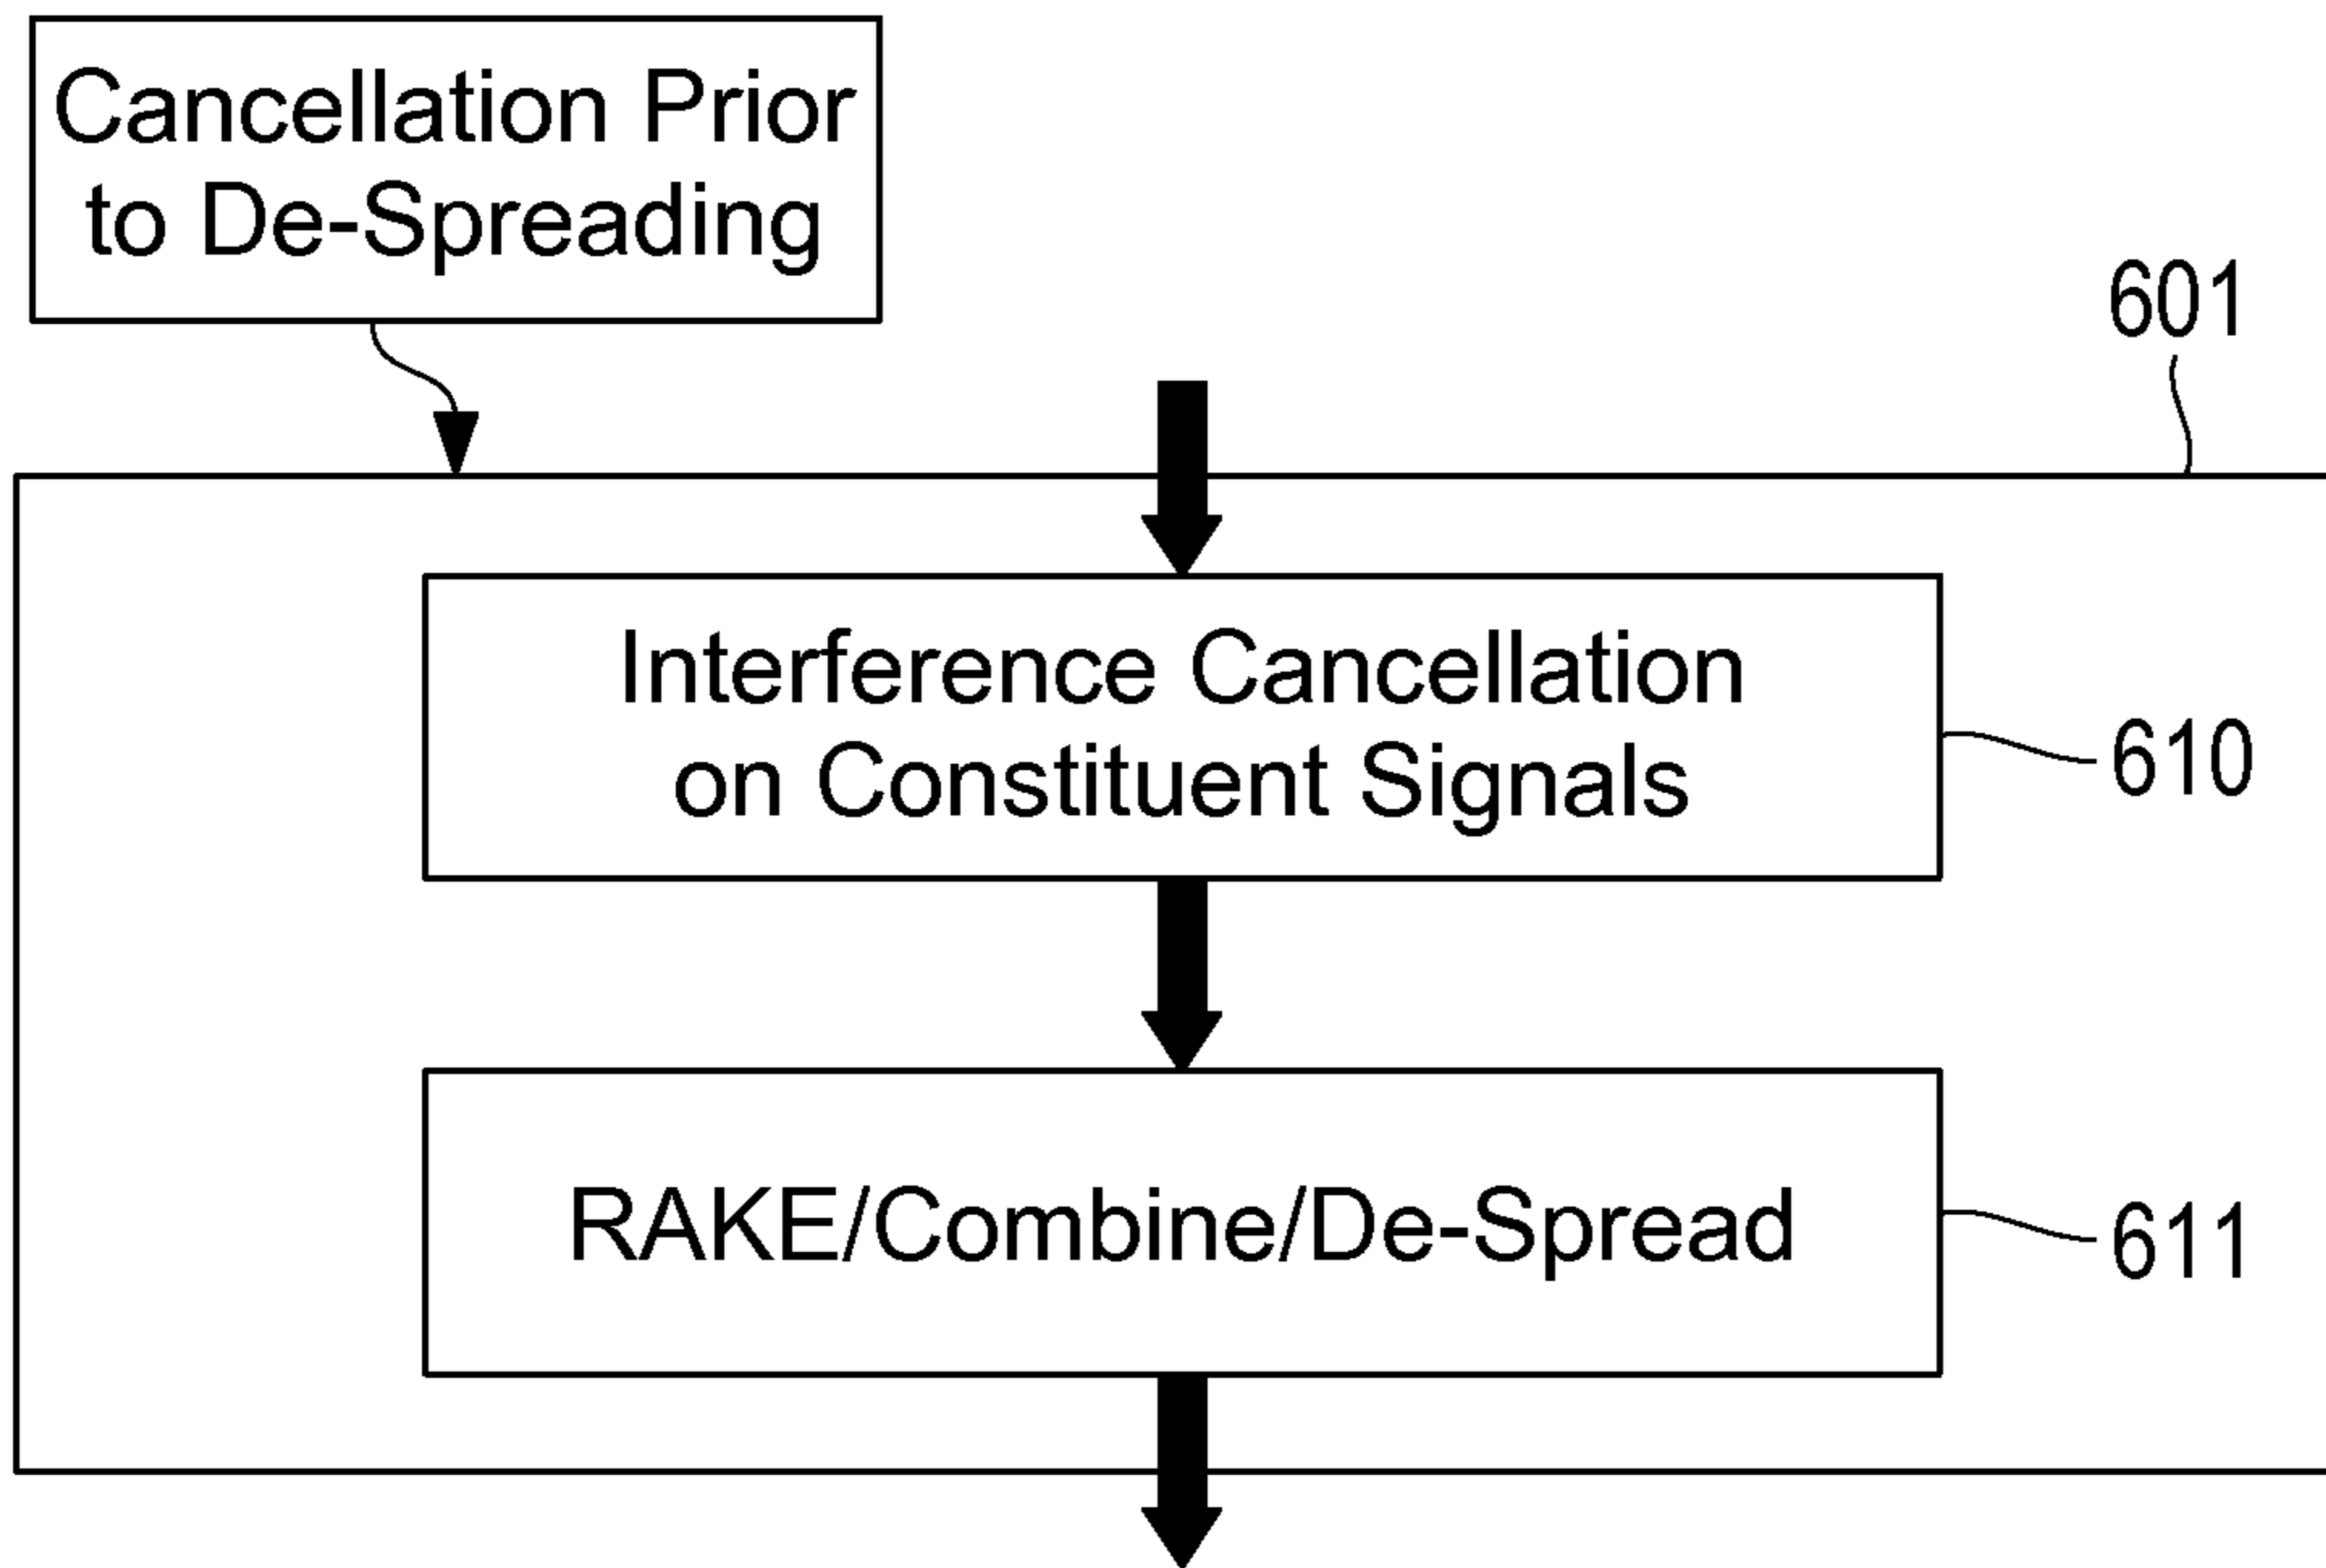 Cancellation Prior
to De-Spreading
601
Interference Cancellation
on Constituent Signals
610
RAKE/Combine/De-Spread
611